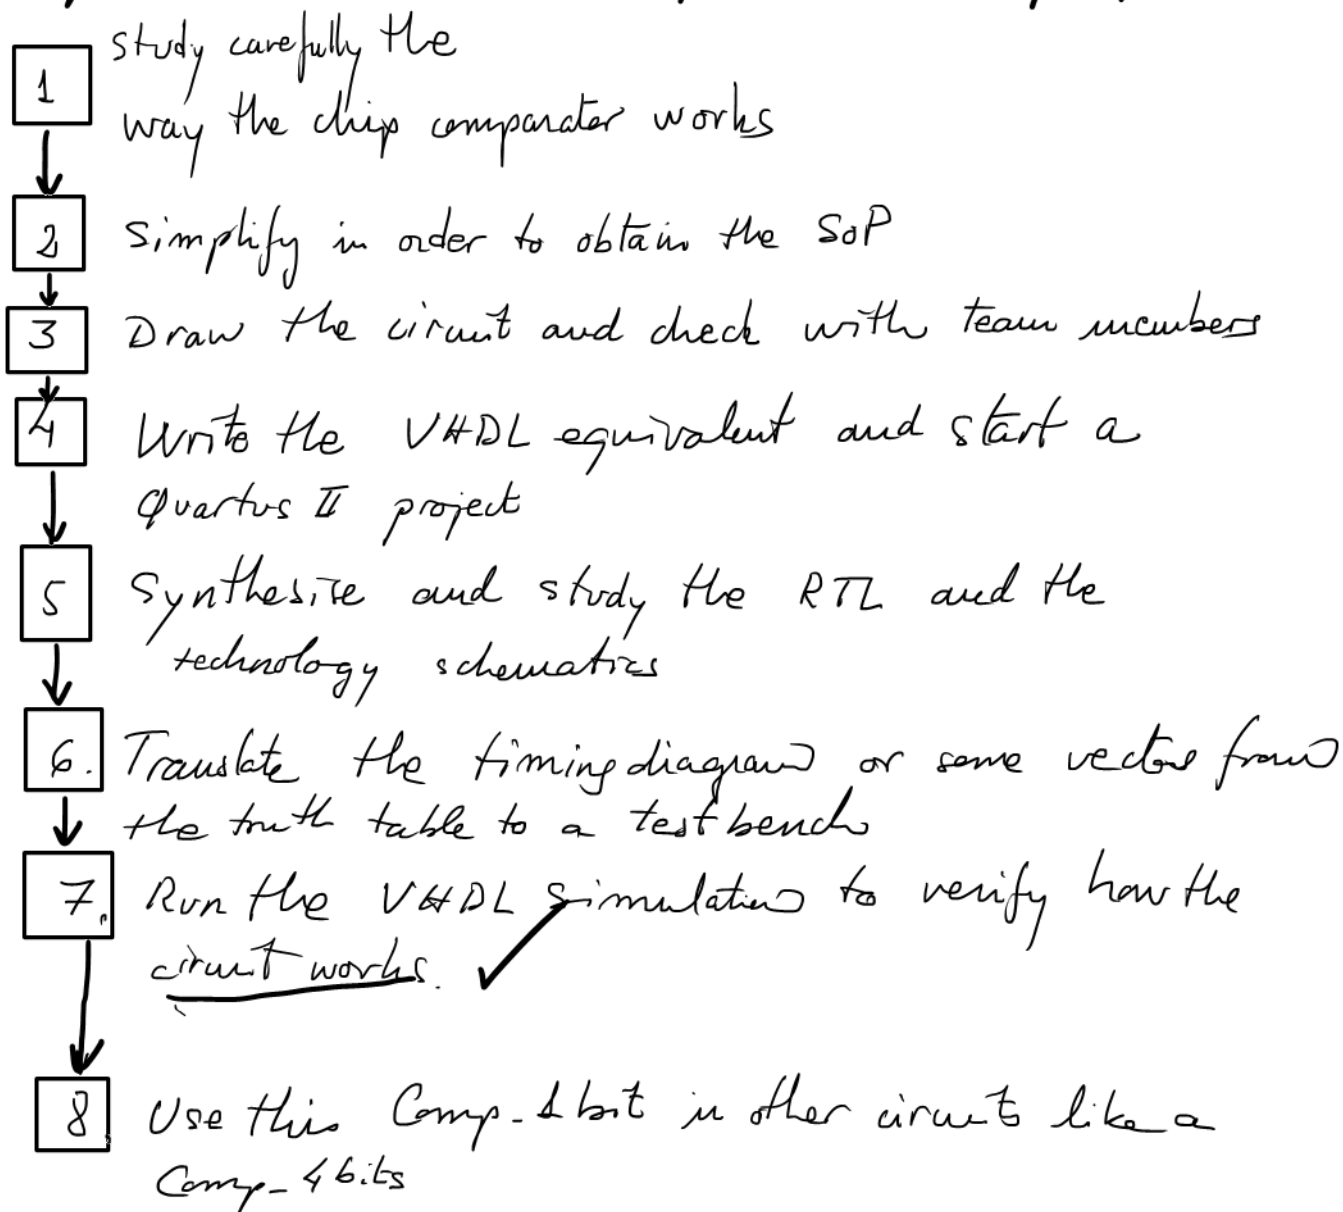 1 study carefully the
way the chip comparator works
2 Simplify in order to obtain the SoP
3 Draw the circuit and check with team members
4 Write the VHDL equivalent and start a
Quartus II project
5 Synthesise and study the RTL and the
technology schematics
6. Translate the timing diagram or some vectors from
the truth table to a test bench
7. Run the VHDL simulation to verify how the
circuit works.
8 Use this Comp_1bit in other circuits like a
Comp_4bits